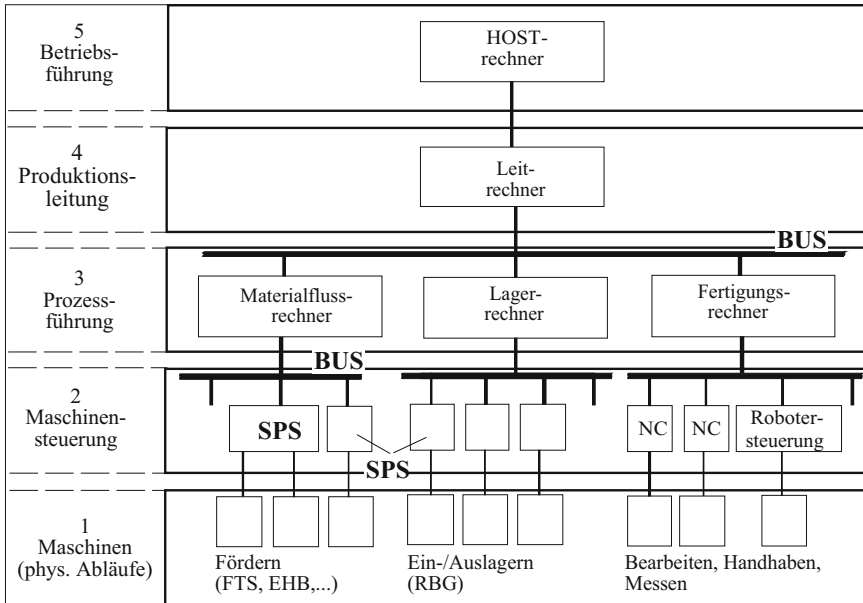 5
Betriebs-
führung
HOST-
rechner
4
Produktions-
leitung
Leit-
rechner
BUS
3
Prozess-
führung
Materialfluss-
rechner
Lager-
rechner
Fertigungs-
rechner
BUS
2
Maschinen-
steuerung
SPS
SPS
NC
NC
Roboter-
steuerung
1
Maschinen
(phys. Abläufe)
Fördern
(FTS, EHB,...)
Ein-/Auslagern
(RBG)
Bearbeiten, Handhaben,
Messen